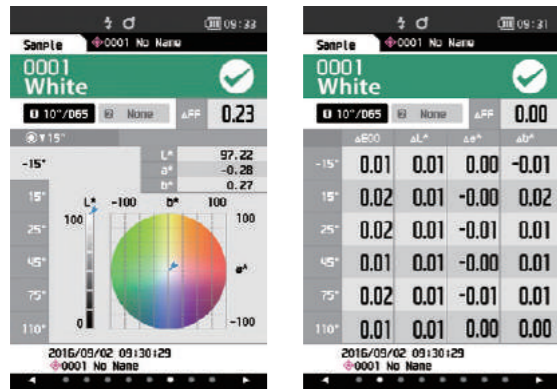 09:33
Sample 0001 No Name
0001
White
1 10°/D65 2 None ΔFF 0.23
▼15°
-15°
L* 97.22
a* -0.28
b* 0.27
15°
25°
45°
75°
110°
L* -100 b* 100
100 100
a*
0 -100
2016/09/02 09:30:29
0001 No Name
09:31
Sample 0001 No Name
0001
White
1 10°/D65 2 None ΔFF 0.00
ΔE00 ΔL* Δa* Δb*
-15° 0.01 0.01 0.00 -0.01
15° 0.02 0.01 -0.00 0.02
25° 0.02 0.01 -0.01 0.01
45° 0.01 0.01 -0.00 0.01
75° 0.02 0.01 -0.01 0.01
110° 0.01 0.01 0.00 0.00
2016/09/02 09:30:29
0001 No Name